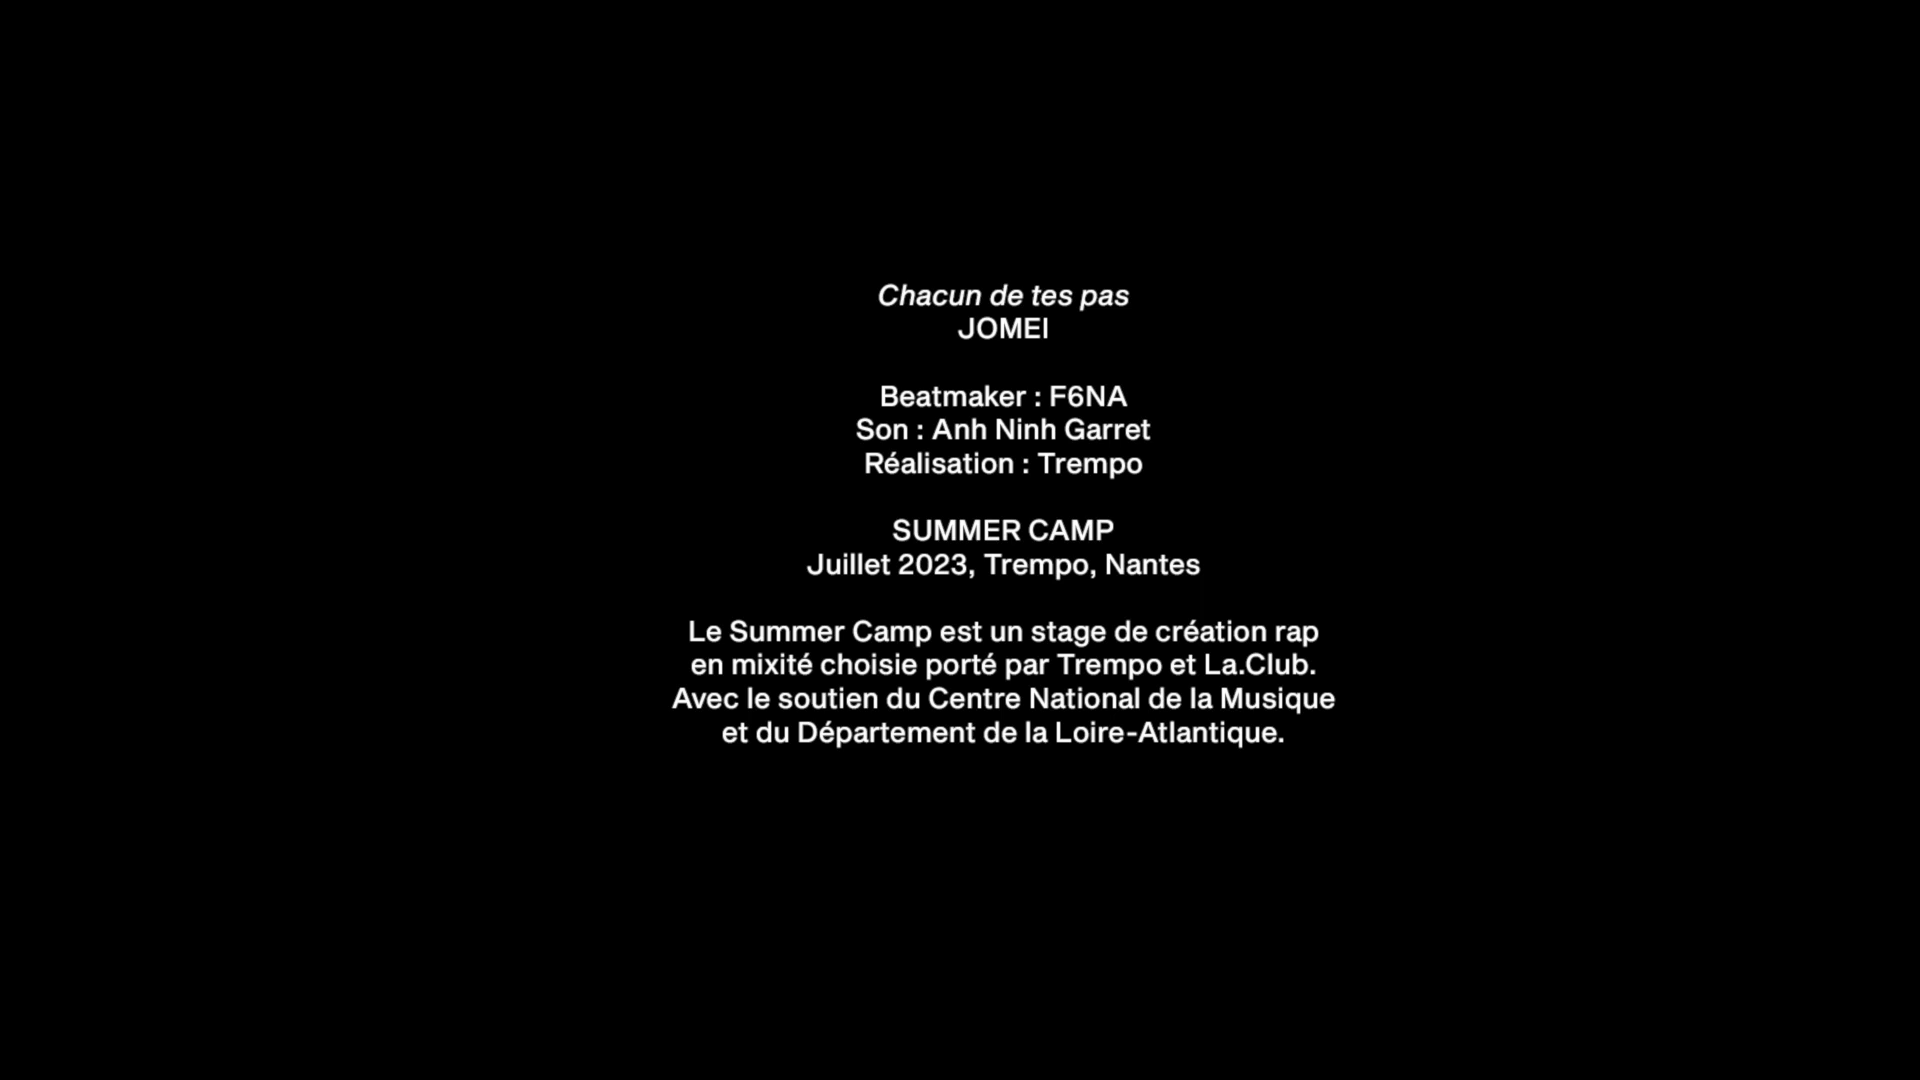 Chacun de tes pas
JOMEI
Beatmaker : F6NA
Son : Anh Ninh Garret
Réalisation : Trempo
SUMMER CAMP
Juillet 2023, Trempo, Nantes
Le Summer Camp est un stage de création rap
en mixité choisie porté par Trempo et La.Club.
Avec le soutien du Centre National de la Musique
et du Département de la Loire-Atlantique.